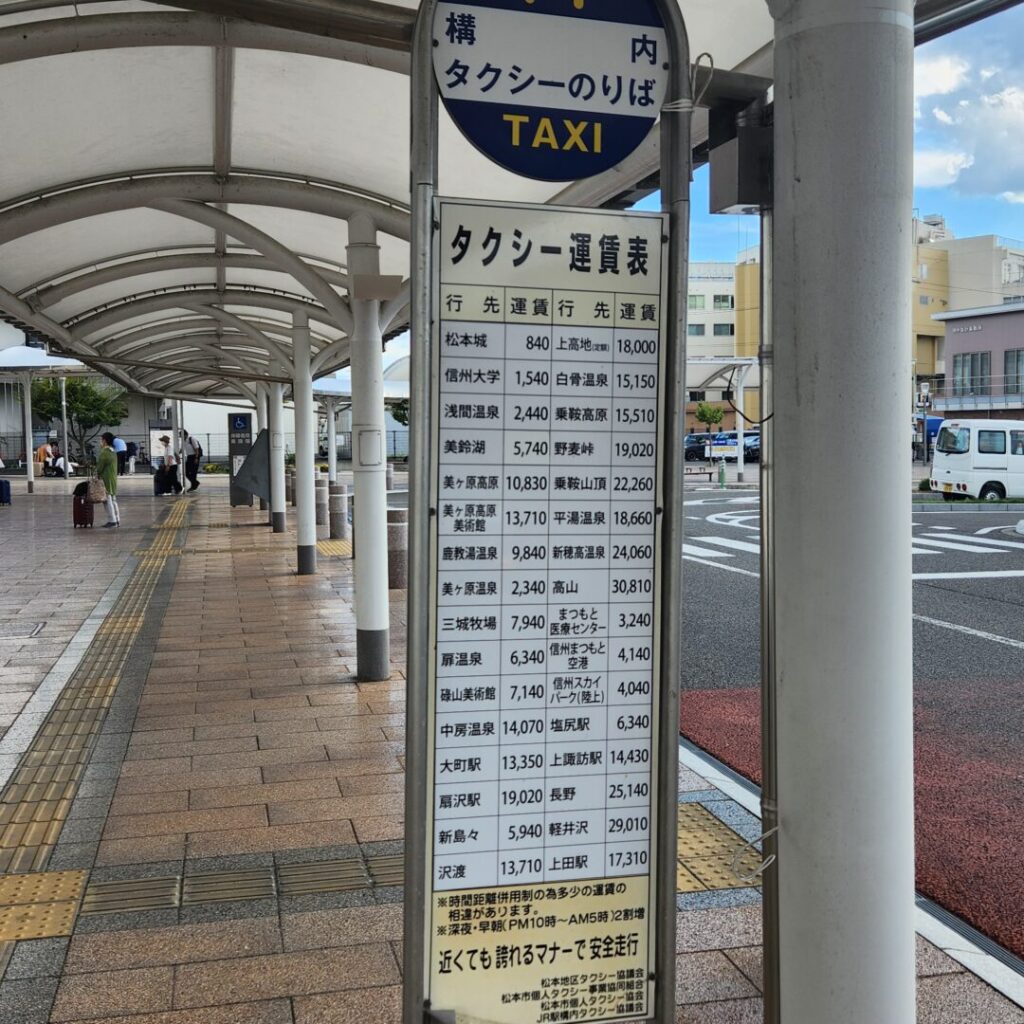 構 内
タクシーのりば
TAXI
タクシー運賃表
行 先 運賃 行 先 運賃
松本城 840 上高地(定額) 18,000
信州大学 1,540 白骨温泉 15,150
浅間温泉 2,440 乗鞍高原 15,510
美鈴湖 5,740 野麦峠 19,020
美ヶ原高原 10,830 乗鞍山頂 22,260
美ヶ原高原美術館 13,710 平湯温泉 18,660
鹿教湯温泉 9,840 新穂高温泉 24,060
美ヶ原温泉 2,340 高山 30,810
三城牧場 7,940 まつもと医療センター 3,240
扉温泉 6,340 信州まつもと空港 4,140
碌山美術館 7,140 信州スカイパーク(陸上) 4,040
中房温泉 14,070 塩尻駅 6,340
大町駅 13,350 上諏訪駅 14,430
扇沢駅 19,020 長野 25,140
新島々 5,940 軽井沢 29,010
沢渡 13,710 上田駅 17,310
※時間距離併用制の為多少の運賃の
相違があります。
※深夜・早朝(PM10時〜AM5時)2割増
近くても 誇れるマナーで 安全走行
松本地区タクシー協議会
松本市個人タクシー事業協同組合
松本市個人タクシー協会
JR駅構内タクシー協議会